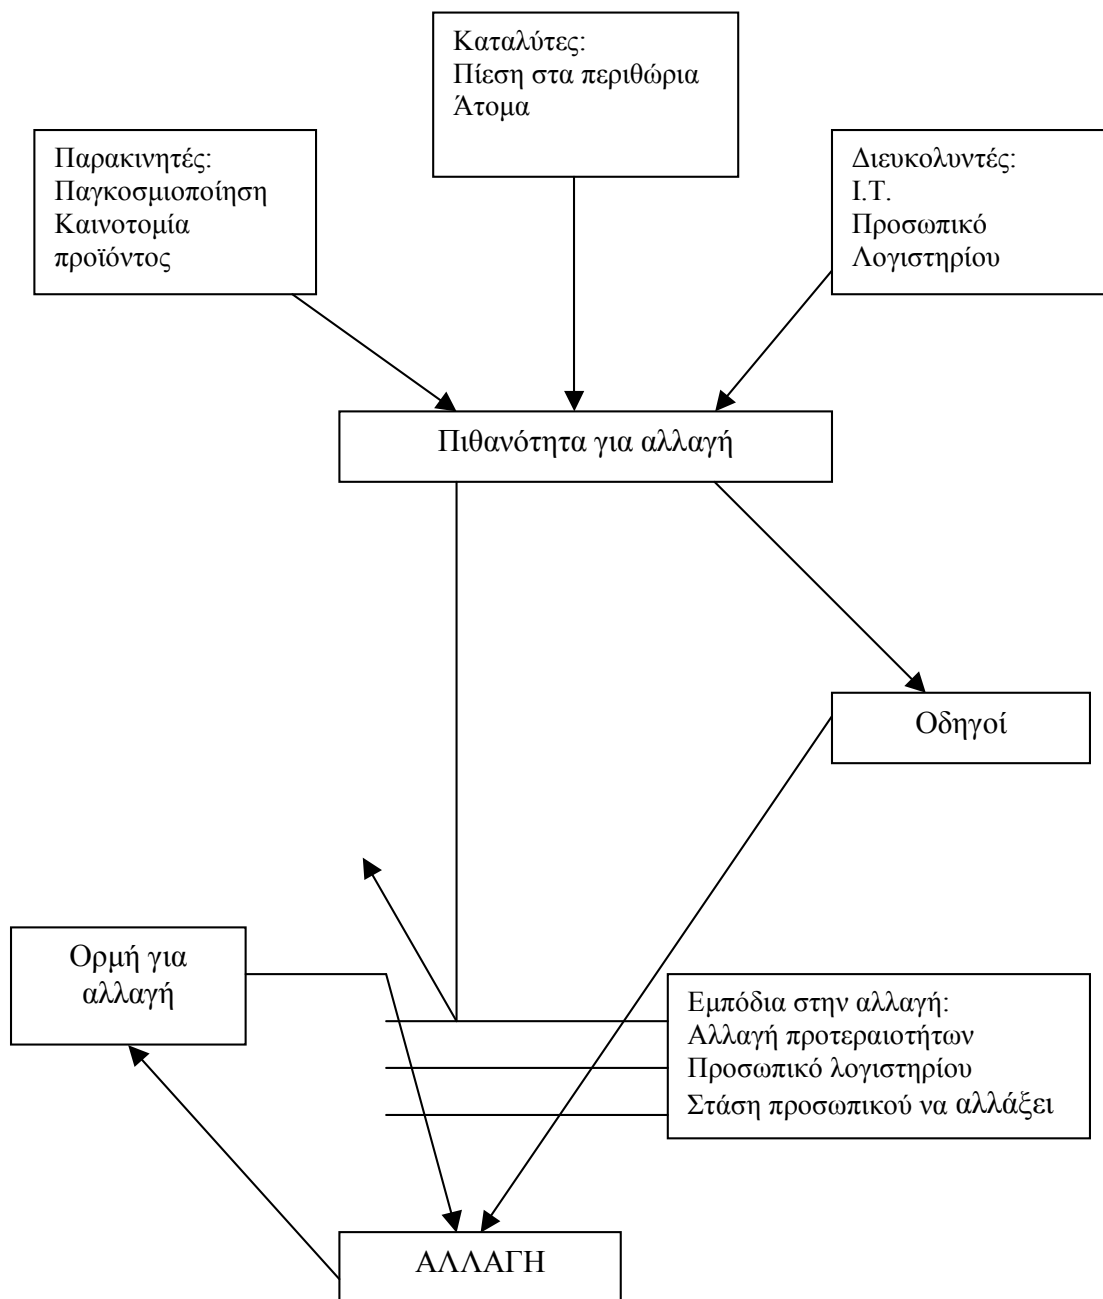 Καταλύτες:
Πίεση στα περιθώρια
Άτομα
Παρακινητές:
Παγκοσμιοποίηση
Καινοτομία
προϊόντος
Διευκολυντές:
Ι.Τ.
Προσωπικό
Λογιστηρίου
Πιθανότητα για αλλαγή
Οδηγοί
Ορμή για
αλλαγή
Εμπόδια στην αλλαγή:
Αλλαγή προτεραιοτήτων
Προσωπικό λογιστηρίου
Στάση προσωπικού να αλλάξει
ΑΛΛΑΓΗ